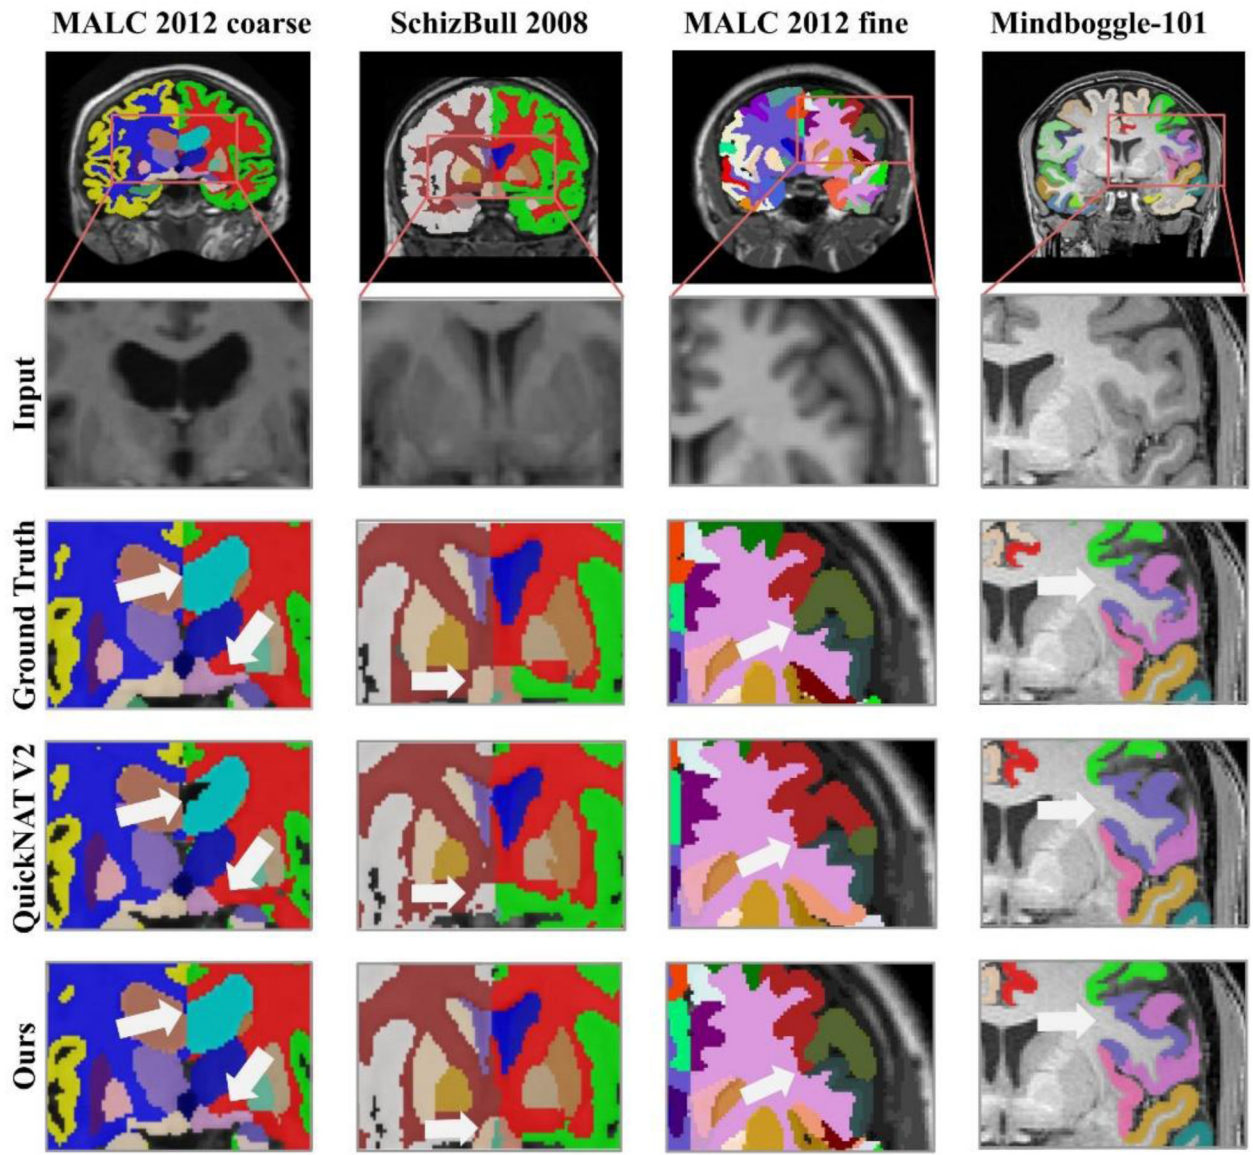 MALC 2012 coarse
SchizBull 2008
MALC 2012 fine
Mindboggle-101
Input
Ground Truth
QuickNAT V2
Ours